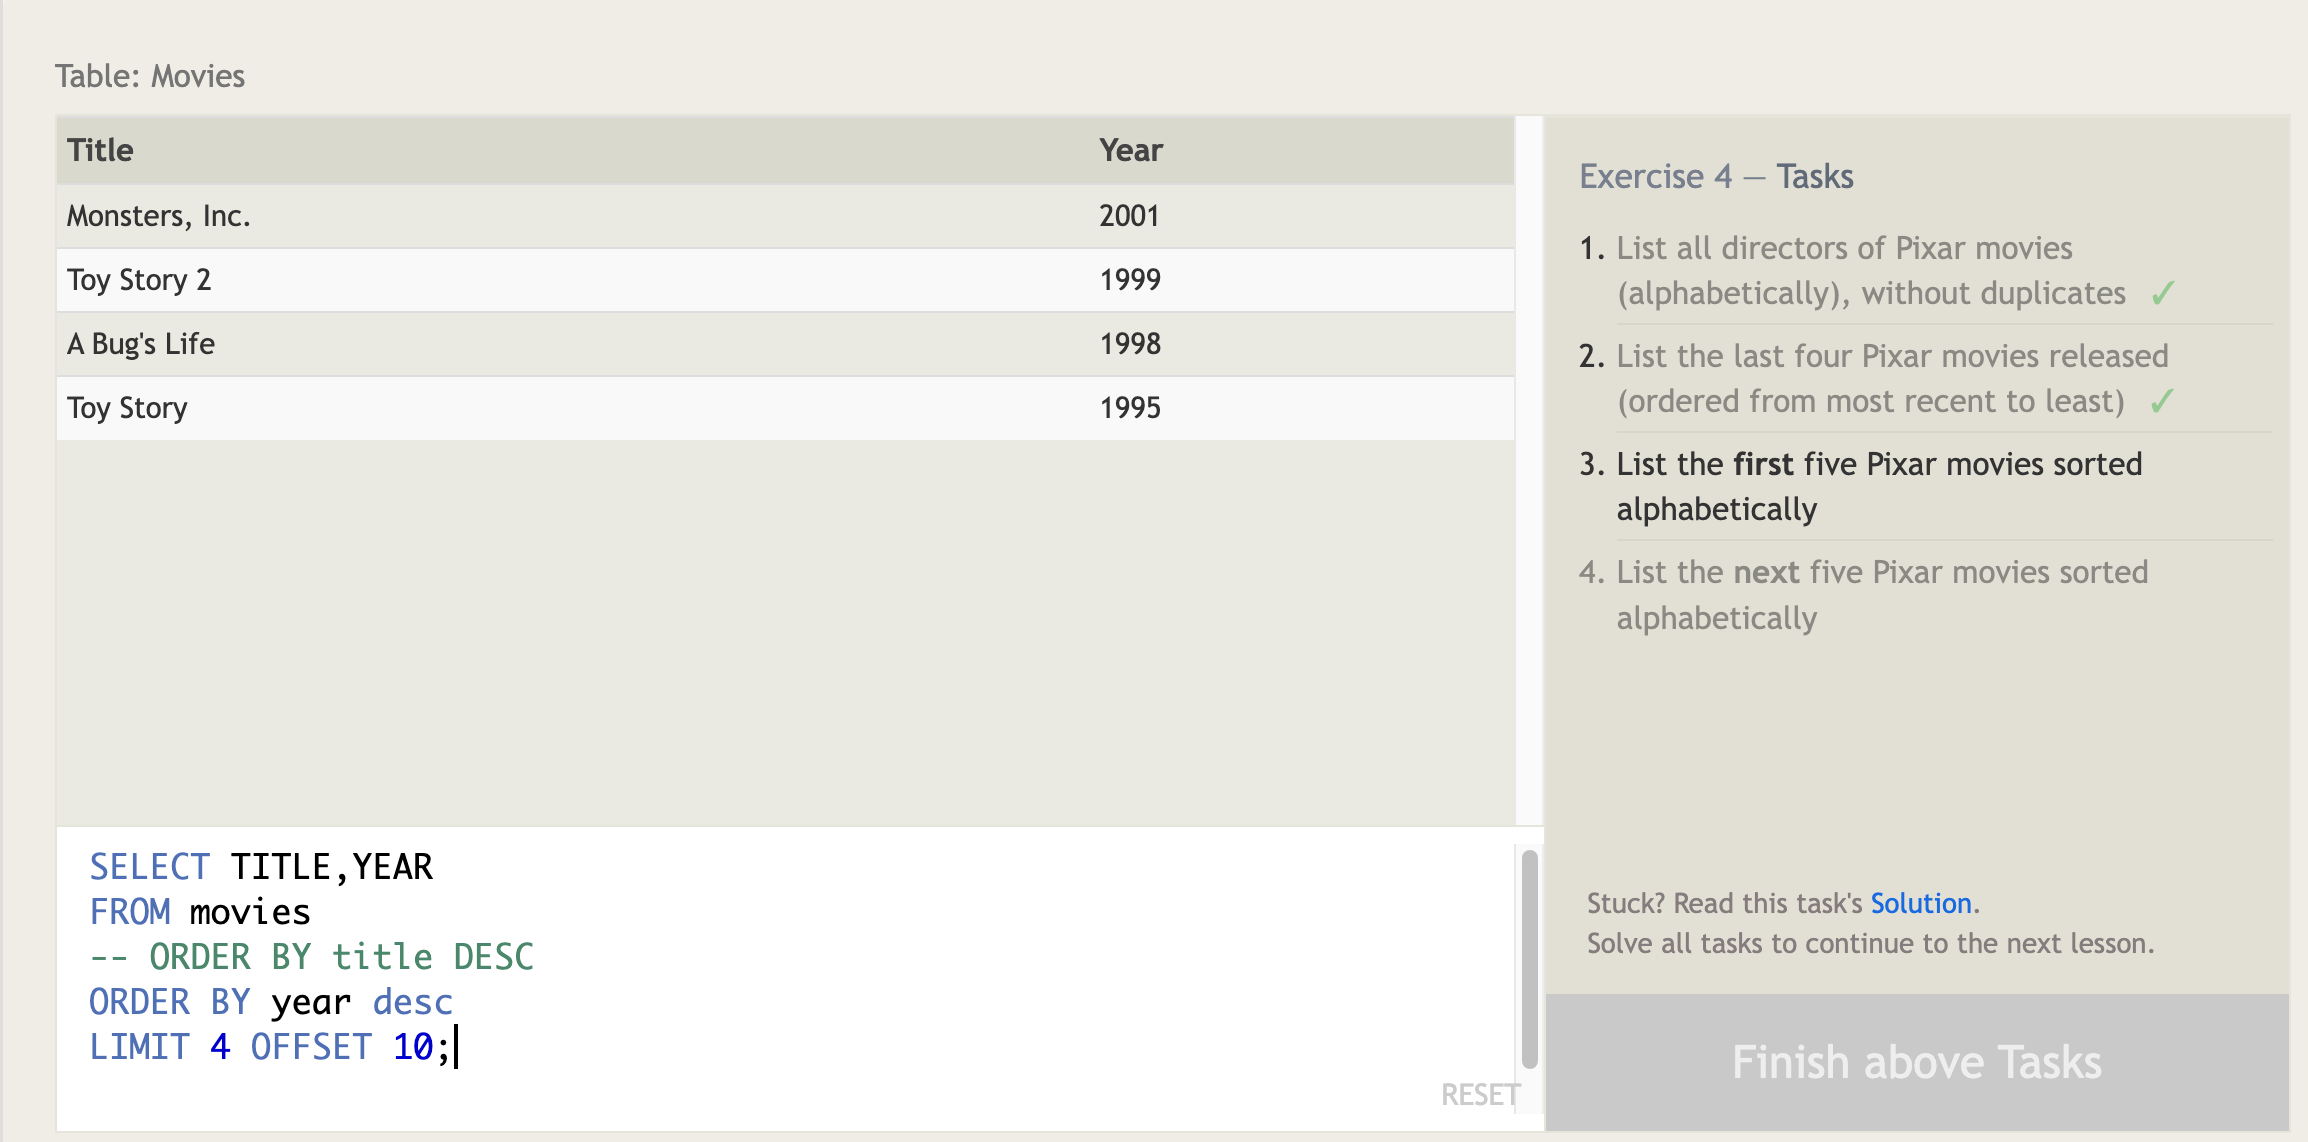 Table: Movies
Title Year
Monsters, Inc. 2001
Toy Story 2 1999
A Bug's Life 1998
Toy Story 1995
SELECT TITLE,YEAR
FROM movies
-- ORDER BY title DESC
ORDER BY year desc
LIMIT 4 OFFSET 10;
RESET
Exercise 4 — Tasks
1. List all directors of Pixar movies
(alphabetically), without duplicates ✓
2. List the last four Pixar movies released
(ordered from most recent to least) ✓
3. List the first five Pixar movies sorted
alphabetically
4. List the next five Pixar movies sorted
alphabetically
Stuck? Read this task's Solution.
Solve all tasks to continue to the next lesson.
Finish above Tasks